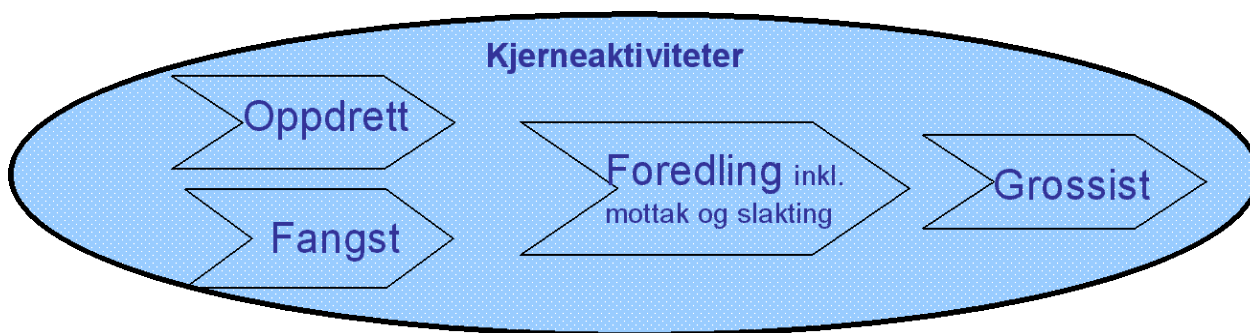 Kjerneaktiviteter
Oppdrett
Fangst
Foredling inkl.
mottak og slakting
Grossist